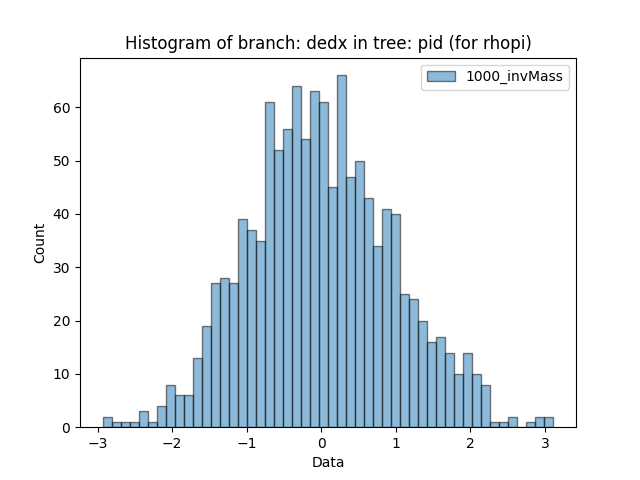 Histogram of branch: dedx in tree: pid (for rhopi)
1000_invMass
60
50
40
30
20
10
0
Count
−3 −2 −1 0 1 2 3
Data